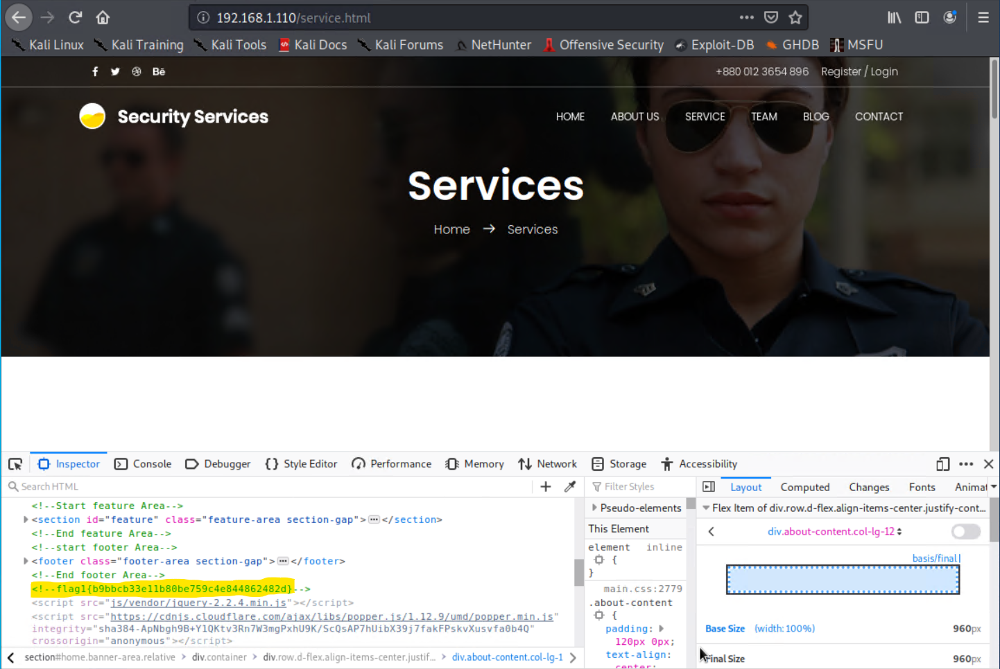 192.168.1.110/service.html
Kali Linux Kali Training Kali Tools Kali Docs Kali Forums NetHunter Offensive Security Exploit-DB GHDB MSFU
Bē +880 012 3654 896 Register / Login
Security Services HOME ABOUT US SERVICE TEAM BLOG CONTACT
Services
Home → Services
Inspector Console Debugger Style Editor Performance Memory Network Storage Accessibility
Search HTML Filter Styles Layout Computed Changes Fonts Animat
<!--Start feature Area-->
<section id="feature" class="feature-area section-gap">…</section>
<!--End feature Area-->
<!--start footer Area-->
<footer class="footer-area section-gap">…</footer>
<!--End footer Area-->
<!--flag1{b9bbcb33e11b80be759c4e844862482d}-->
<script src="js/vendor/jquery-2.2.4.min.js"></script>
<script src="https://cdnjs.cloudflare.com/ajax/libs/popper.js/1.12.9/umd/popper.min.js"
integrity="sha384-ApNbgh9B+Y1QKtv3Rn7W3mgPxhU9K/ScQsAP7hUibX39j7fakFPskvXusvfa0b4Q"
crossorigin="anonymous"></script>
section#home.banner-area.relative > div.container > div.row.d-flex.align-items-center.justif… > div.about-content.col-lg-1
Pseudo-elements
This Element
element inline
{
}
main.css:2779
.about-content
{
padding:
120px 0px;
text-align:
center;
Flex Item of div.row.d-flex.align-items-center.justify-cont…
div.about-content.col-lg-12
basis/final
Base Size (width: 100%) 960px
Final Size 960px